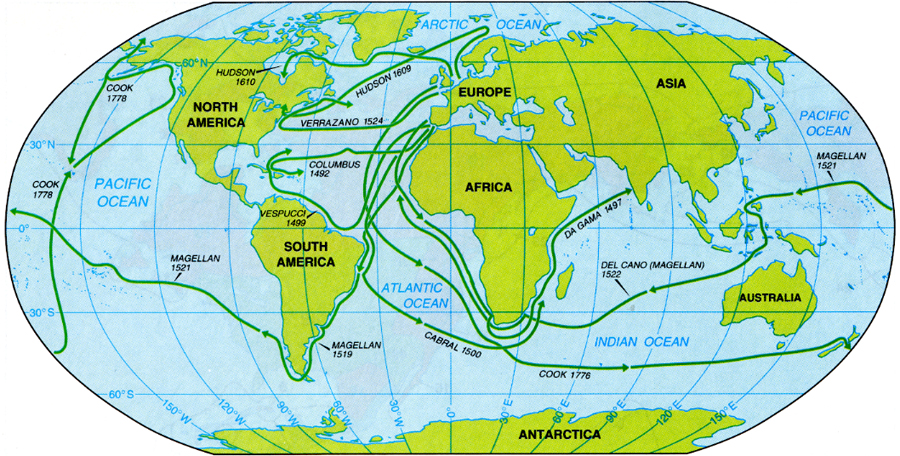 ARCTIC OCEAN
60°N
HUDSON
1610
HUDSON 1609
EUROPE
ASIA
COOK
1778
NORTH
AMERICA
VERRAZANO 1524
PACIFIC
OCEAN
30°N
MAGELLAN
1521
COLUMBUS
1492
COOK
1778
PACIFIC
OCEAN
AFRICA
VESPUCCI
1499
DA GAMA 1497
0°
0°
SOUTH
AMERICA
MAGELLAN
1521
DEL CANO (MAGELLAN)
1522
ATLANTIC
OCEAN
AUSTRALIA
30°S
30°S
MAGELLAN
1519
CABRAL 1500
INDIAN OCEAN
COOK 1776
60°S
60°S
150°W
120°W
90°W
60°W
30°W
0°
30°E
60°E
90°E
120°E
150°E
ANTARCTICA